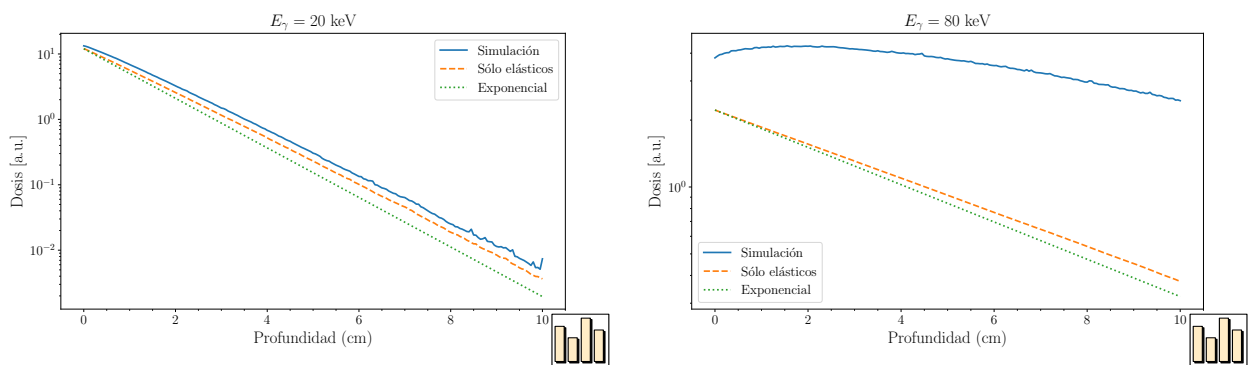 E_γ = 20 keV
Dosis [a.u.]
10^1
10^0
10^−1
10^−2
Simulación
Sólo elásticos
Exponencial
0 2 4 6 8 10
Profundidad (cm)
E_γ = 80 keV
Dosis [a.u.]
10^0
Simulación
Sólo elásticos
Exponencial
0 2 4 6 8 10
Profundidad (cm)